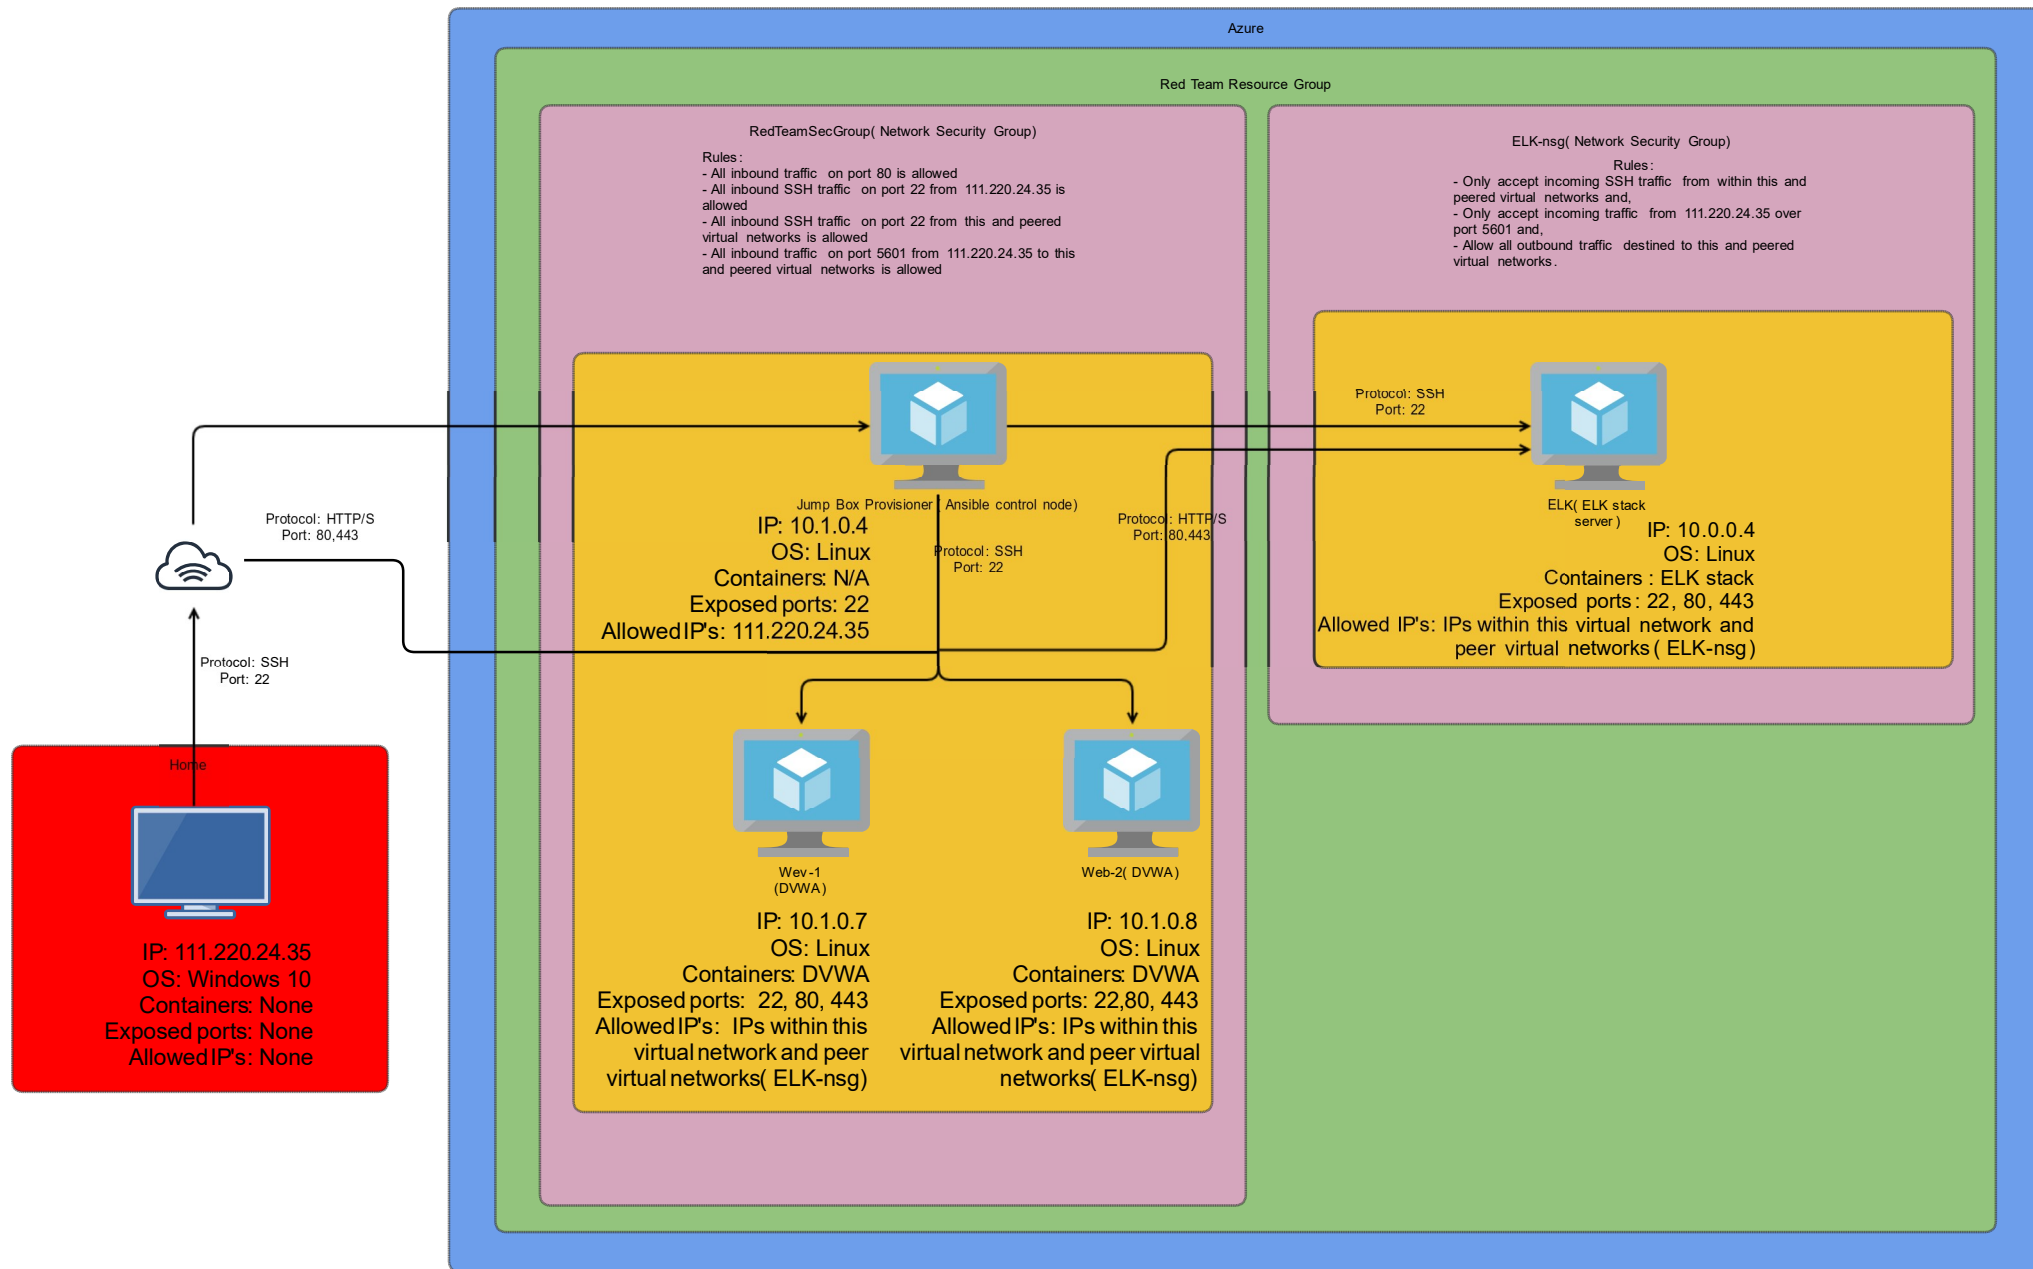 Azure
Red Team Resource Group
RedTeamSecGroup( Network Security Group)
Rules:
- All inbound traffic on port 80 is allowed
- All inbound SSH traffic on port 22 from 111.220.24.35 is
allowed
- All inbound SSH traffic on port 22 from this and peered
virtual networks is allowed
- All inbound traffic on port 5601 from 111.220.24.35 to this
and peered virtual networks is allowed
ELK-nsg( Network Security Group)
Rules:
- Only accept incoming SSH traffic from within this and
peered virtual networks and,
- Only accept incoming traffic from 111.220.24.35 over
port 5601 and,
- Allow all outbound traffic destined to this and peered
virtual networks.
Protocol: SSH
Port: 22
Jump Box Provisioner ( Ansible control node)
IP: 10.1.0.4
OS: Linux
Containers: N/A
Exposed ports: 22
Allowed IP's: 111.220.24.35
Protocol: SSH
Port: 22
Protocol: HTTP/S
Port: 80,443
ELK( ELK stack
server)
IP: 10.0.0.4
OS: Linux
Containers : ELK stack
Exposed ports: 22, 80, 443
Allowed IP's: IPs within this virtual network and
peer virtual networks( ELK-nsg)
Protocol: HTTP/S
Port: 80,443
Protocol: SSH
Port: 22
Home
IP: 111.220.24.35
OS: Windows 10
Containers: None
Exposed ports: None
Allowed IP's: None
Wev-1
(DVWA)
IP: 10.1.0.7
OS: Linux
Containers: DVWA
Exposed ports: 22, 80, 443
Allowed IP's: IPs within this
virtual network and peer
virtual networks( ELK-nsg)
Web-2( DVWA)
IP: 10.1.0.8
OS: Linux
Containers: DVWA
Exposed ports: 22,80, 443
Allowed IP's: IPs within this
virtual network and peer virtual
networks( ELK-nsg)